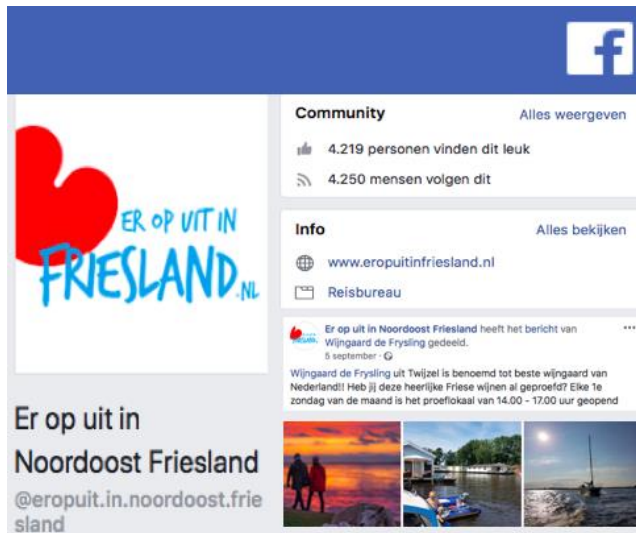 f
ER OP UIT IN
FRIESLAND.NL
Er op uit in
Noordoost Friesland
@eropuit.in.noordoost.frie
sland
Community
Alles weergeven
4.219 personen vinden dit leuk
4.250 mensen volgen dit
Info
Alles bekijken
www.eropuitinfriesland.nl
Reisbureau
Er op uit in Noordoost Friesland heeft het bericht van
Wijngaard de Frysling gedeeld.
5 september ·
Wijngaard de Frysling uit Twijzel is benoemd tot beste wijngaard van
Nederland!! Heb jij deze heerlijke Friese wijnen al geproefd? Elke 1e
zondag van de maand is het proeflokaal van 14.00 - 17.00 uur geopend